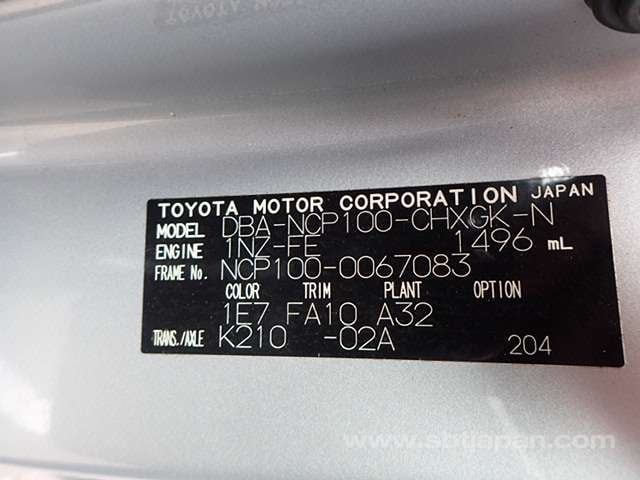 TOYOTA MOTOR CORPORATION JAPAN
MODEL DBA-NCP100-CHXGK-N
ENGINE 1NZ-FE 1496 mL
FRAME No. NCP100-0067083
COLOR TRIM PLANT OPTION
1E7 FA10 A32
TRANS./AXLE K210 -02A 204
www.sbijapan.com